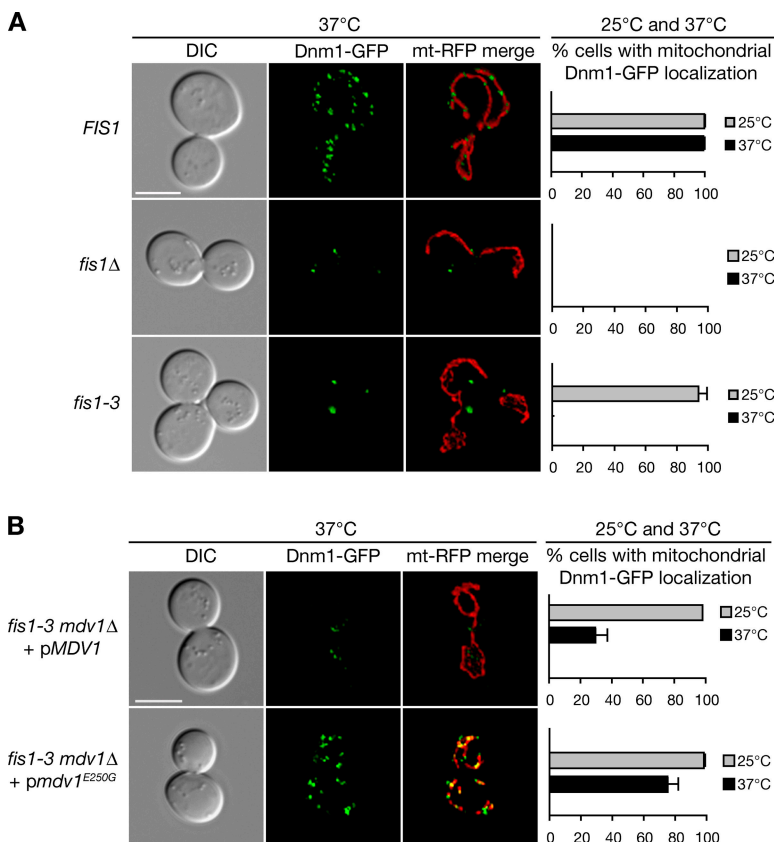 A
37°C
25°C and 37°C
DIC
Dnm1-GFP
mt-RFP merge
% cells with mitochondrial
Dnm1-GFP localization
FIS1
25°C
37°C
0 20 40 60 80 100
fis1Δ
25°C
37°C
0 20 40 60 80 100
fis1-3
25°C
37°C
0 20 40 60 80 100
B
37°C
25°C and 37°C
DIC
Dnm1-GFP
mt-RFP merge
% cells with mitochondrial
Dnm1-GFP localization
fis1-3 mdv1Δ
+ pMDV1
25°C
37°C
0 20 40 60 80 100
fis1-3 mdv1Δ
+ pmdv1E250G
25°C
37°C
0 20 40 60 80 100